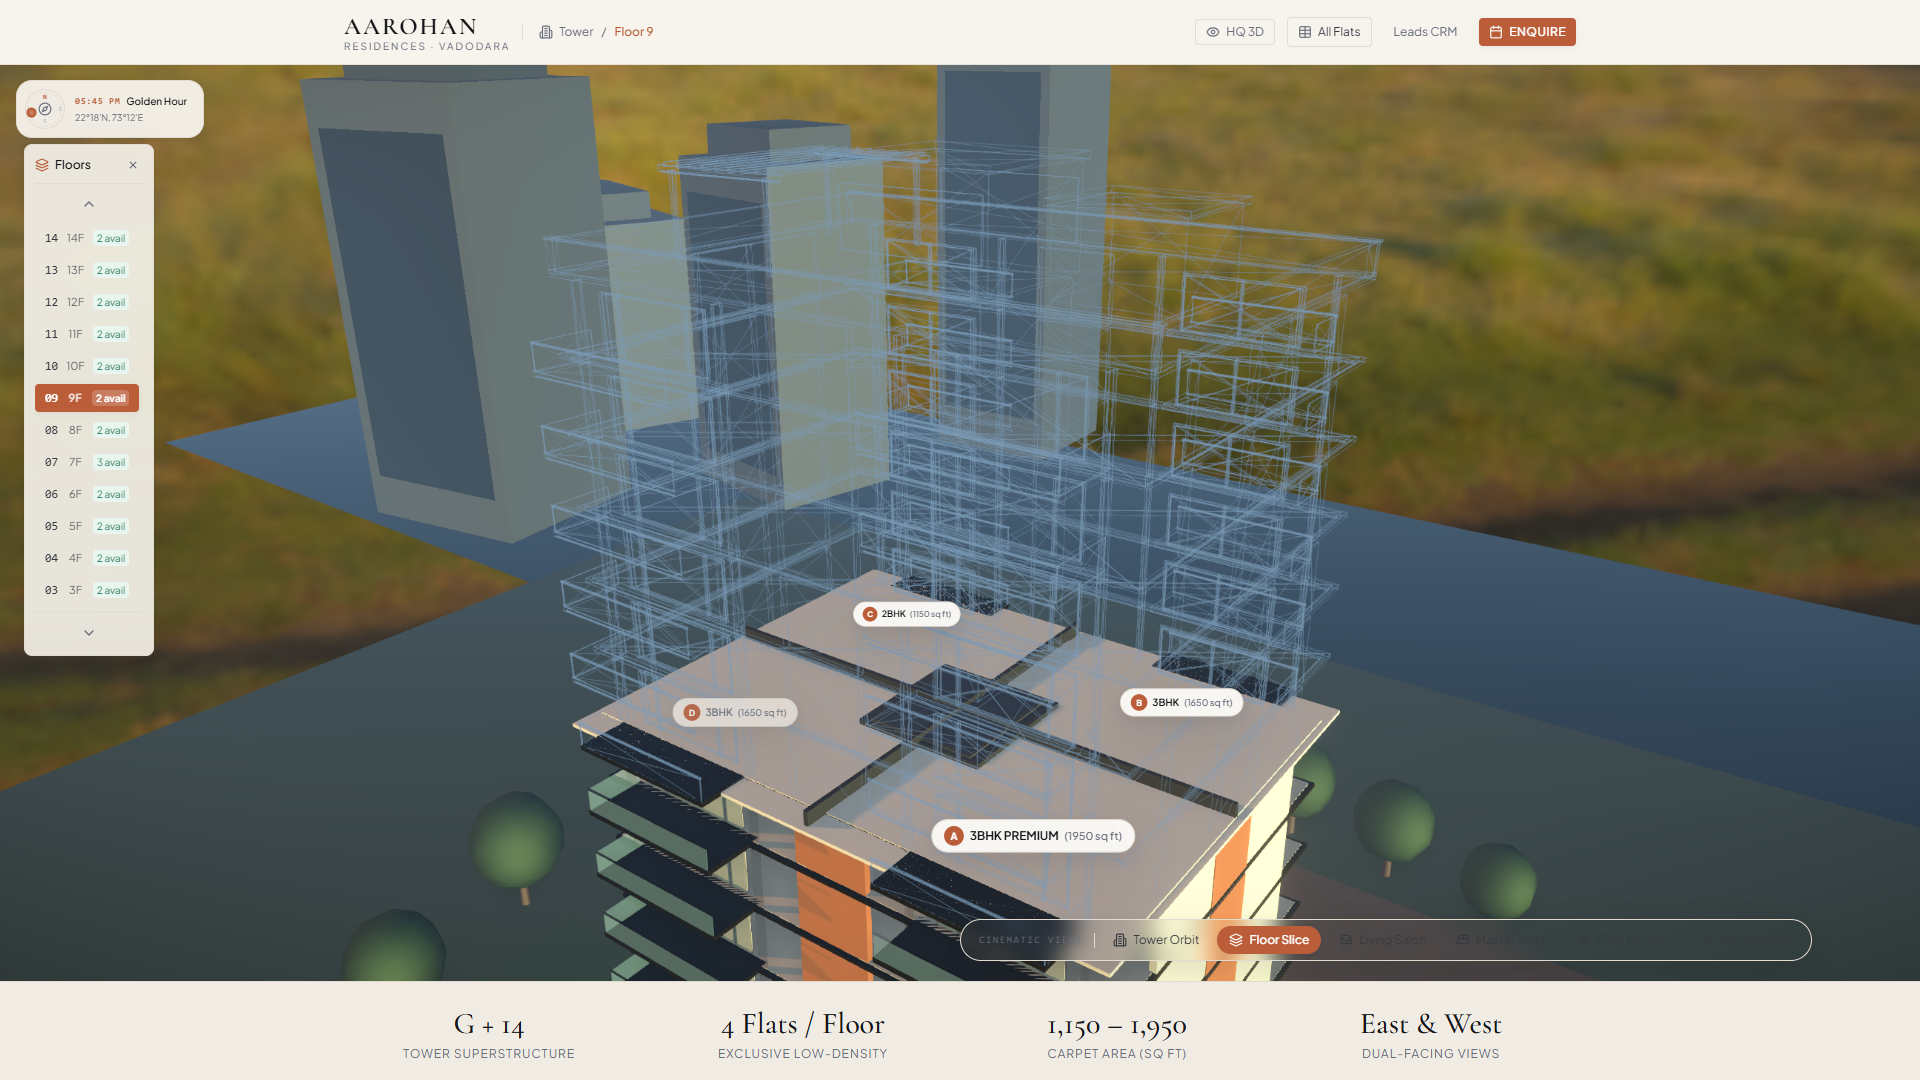 AAROHAN
RESIDENCES · VADODARA
Tower / Floor 9
HQ 3D
All Flats
Leads CRM
ENQUIRE
N
05:45 PM Golden Hour
22°18'N, 73°12'E
Floors
14 14F 2 avail
13 13F 2 avail
12 12F 2 avail
11 11F 2 avail
10 10F 2 avail
09 9F 2 avail
08 8F 2 avail
07 7F 3 avail
06 6F 2 avail
05 5F 2 avail
04 4F 2 avail
03 3F 2 avail
C 2BHK (1150 sq ft)
B 3BHK (1650 sq ft)
D 3BHK (1650 sq ft)
A 3BHK PREMIUM (1950 sq ft)
CINEMATIC
Tower Orbit
Floor Slice
Living Salon
Master Suite
G + 14
TOWER SUPERSTRUCTURE
4 Flats / Floor
EXCLUSIVE LOW-DENSITY
1,150 – 1,950
CARPET AREA (SQ FT)
East & West
DUAL-FACING VIEWS